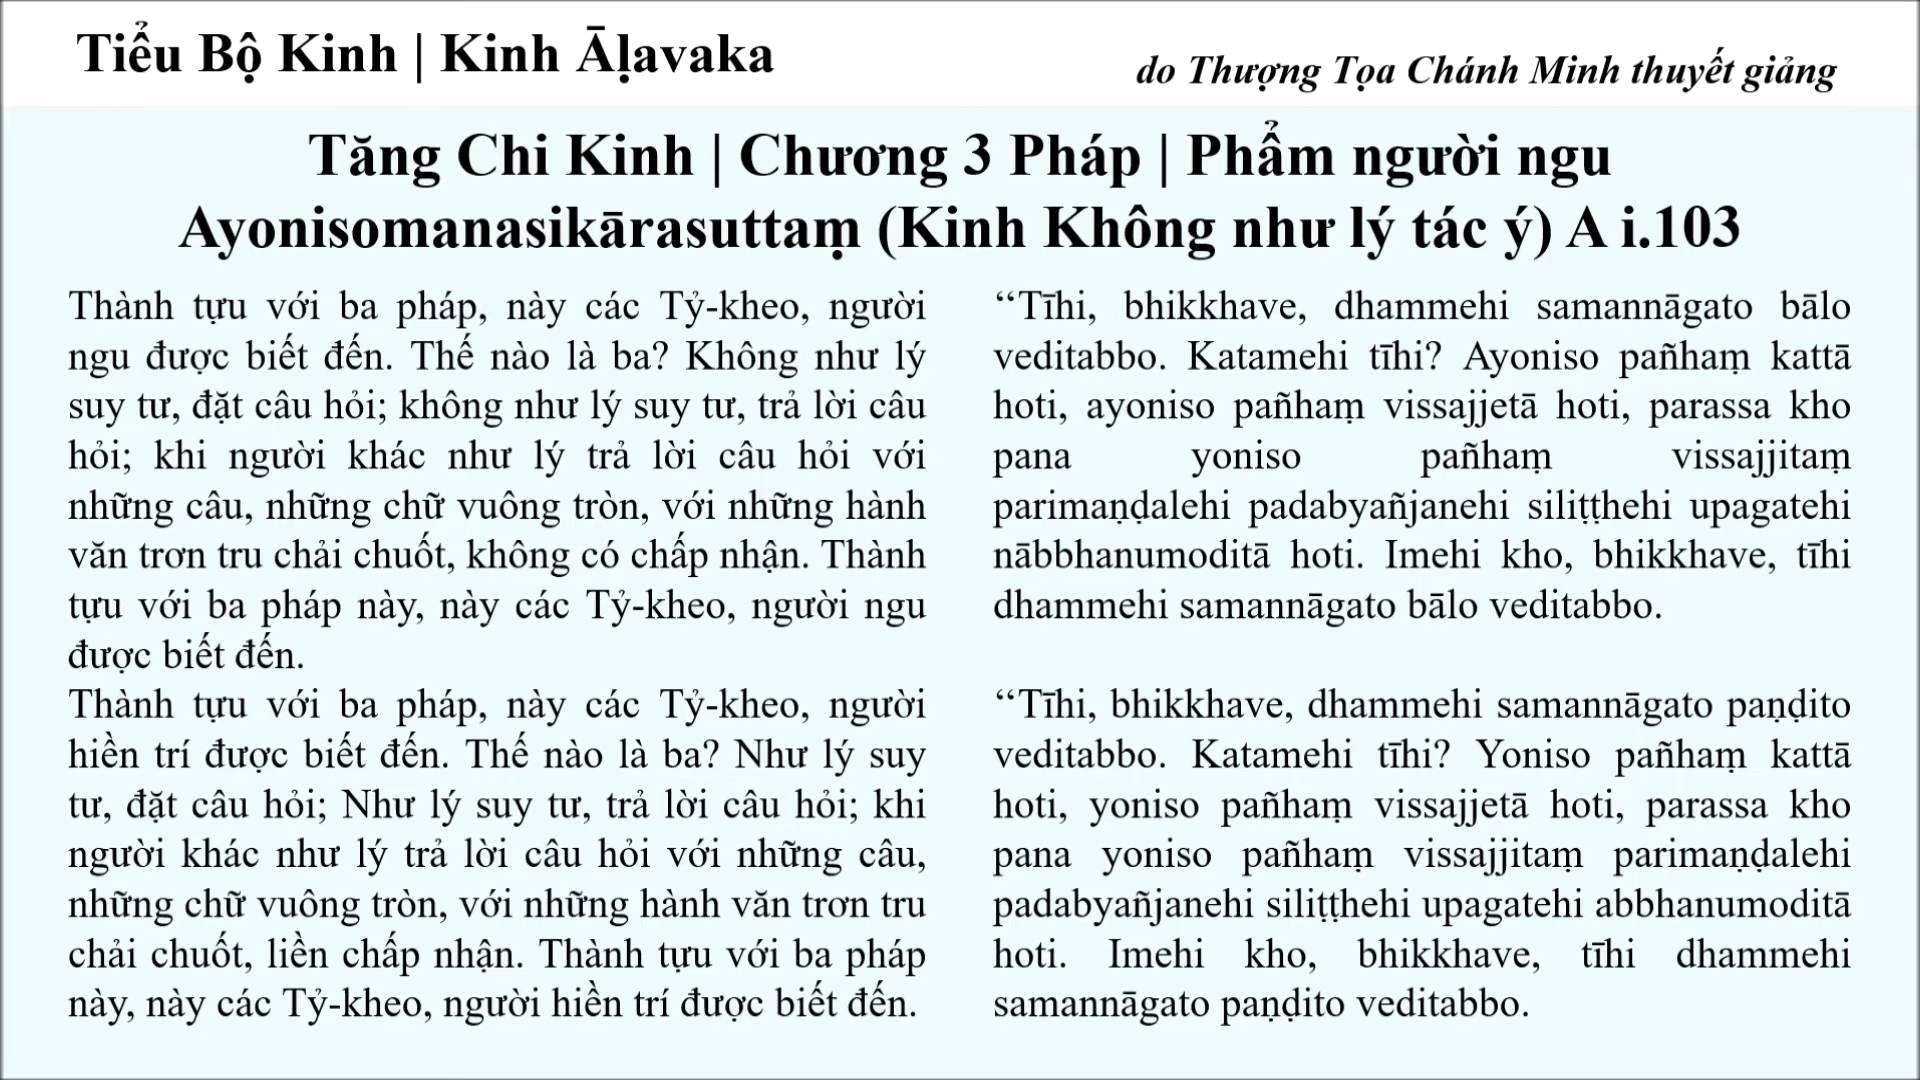 Tiểu Bộ Kinh | Kinh Āḷavaka
do Thượng Tọa Chánh Minh thuyết giảng
Tăng Chi Kinh | Chương 3 Pháp | Phẩm người ngu
Ayonisomanasikārasuttaṃ (Kinh Không như lý tác ý) A i.103
Thành tựu với ba pháp, này các Tỷ-kheo, người
ngu được biết đến. Thế nào là ba? Không như lý
suy tư, đặt câu hỏi; không như lý suy tư, trả lời câu
hỏi; khi người khác như lý trả lời câu hỏi với
những câu, những chữ vuông tròn, với những hành
văn trơn tru chải chuốt, không có chấp nhận. Thành
tựu với ba pháp này, này các Tỷ-kheo, người ngu
được biết đến.
Thành tựu với ba pháp, này các Tỷ-kheo, người
hiền trí được biết đến. Thế nào là ba? Như lý suy
tư, đặt câu hỏi; Như lý suy tư, trả lời câu hỏi; khi
người khác như lý trả lời câu hỏi với những câu,
những chữ vuông tròn, với những hành văn trơn tru
chải chuốt, liền chấp nhận. Thành tựu với ba pháp
này, này các Tỷ-kheo, người hiền trí được biết đến.
‘‘Tīhi, bhikkhave, dhammehi samannāgato bālo
veditabbo. Katamehi tīhi? Ayoniso pañhaṃ kattā
hoti, ayoniso pañhaṃ vissajjetā hoti, parassa kho
pana yoniso pañhaṃ vissajjitaṃ
parimaṇḍalehi padabyañjanehi siliṭṭhehi upagatehi
nābbhanumoditā hoti. Imehi kho, bhikkhave, tīhi
dhammehi samannāgato bālo veditabbo.
‘‘Tīhi, bhikkhave, dhammehi samannāgato paṇḍito
veditabbo. Katamehi tīhi? Yoniso pañhaṃ kattā
hoti, yoniso pañhaṃ vissajjetā hoti, parassa kho
pana yoniso pañhaṃ vissajjitaṃ parimaṇḍalehi
padabyañjanehi siliṭṭhehi upagatehi abbhanumoditā
hoti. Imehi kho, bhikkhave, tīhi dhammehi
samannāgato paṇḍito veditabbo.